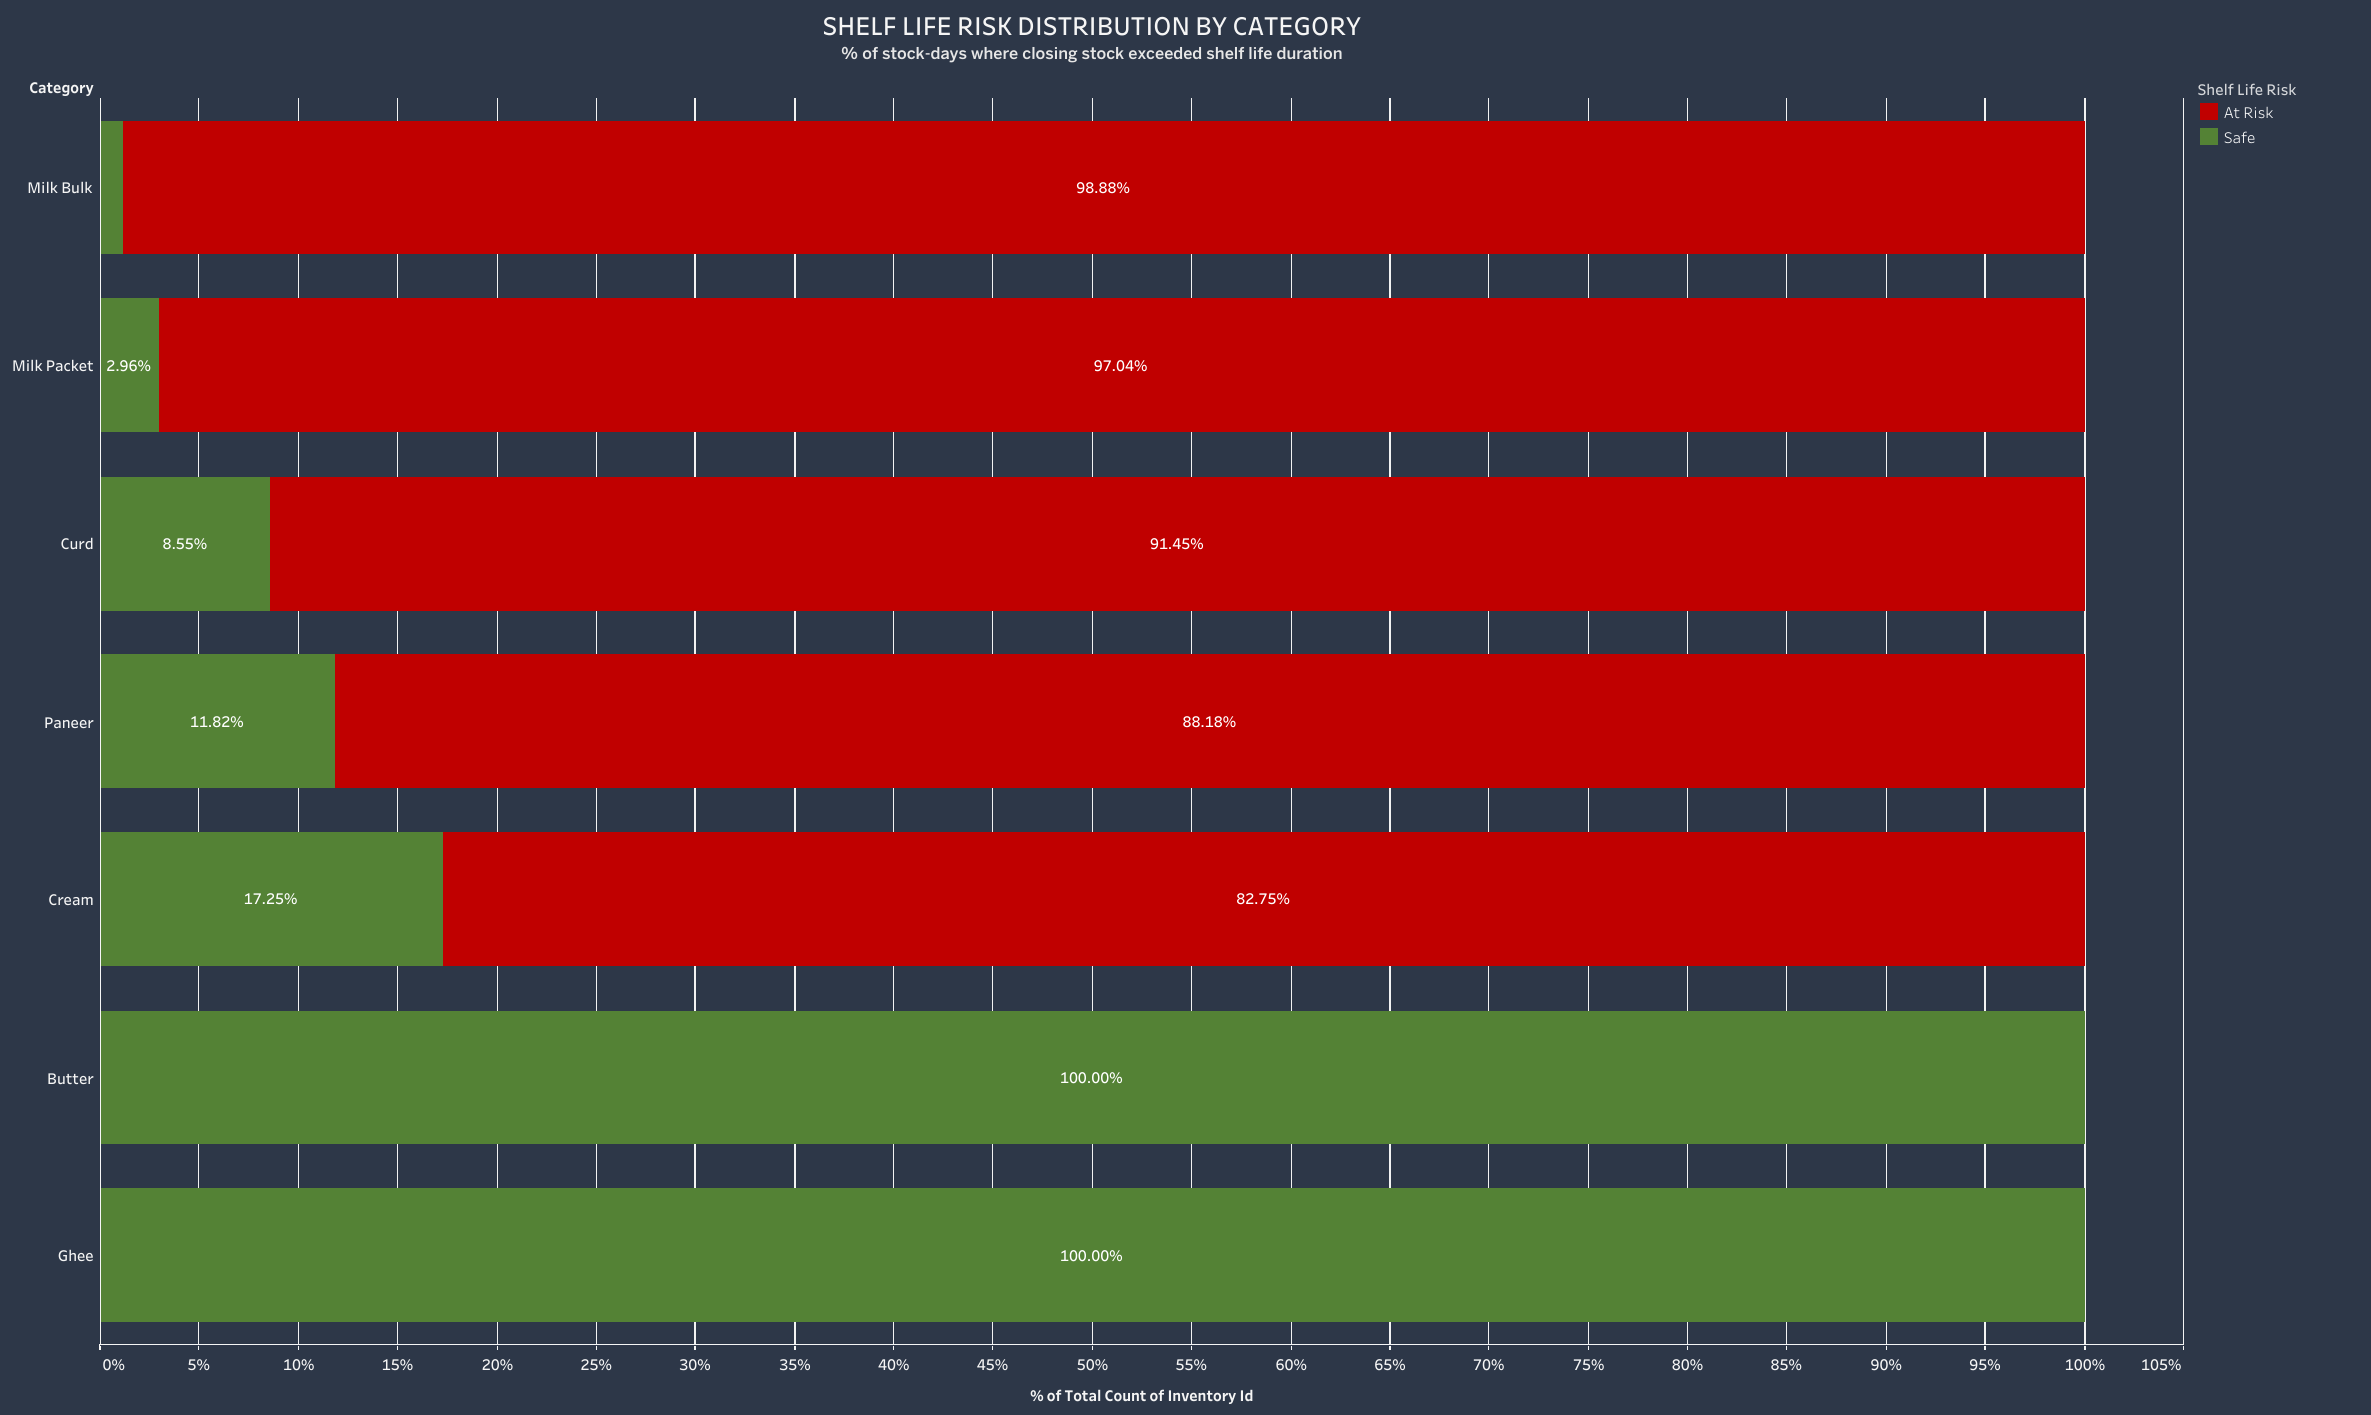 SHELF LIFE RISK DISTRIBUTION BY CATEGORY
% of stock-days where closing stock exceeded shelf life duration
Category
Shelf Life Risk
At Risk
Safe
Milk Bulk
98.88%
Milk Packet
2.96%
97.04%
Curd
8.55%
91.45%
Paneer
11.82%
88.18%
Cream
17.25%
82.75%
Butter
100.00%
Ghee
100.00%
0% 5% 10% 15% 20% 25% 30% 35% 40% 45% 50% 55% 60% 65% 70% 75% 80% 85% 90% 95% 100% 105%
% of Total Count of Inventory Id